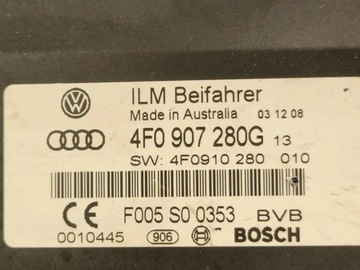 ILM Beifahrer
Made in Australia 03 12 08
4F0 907 280G 13
SW: 4F0910 280 010
CE F005 S0 0353 BVB
0010445 906 BOSCH